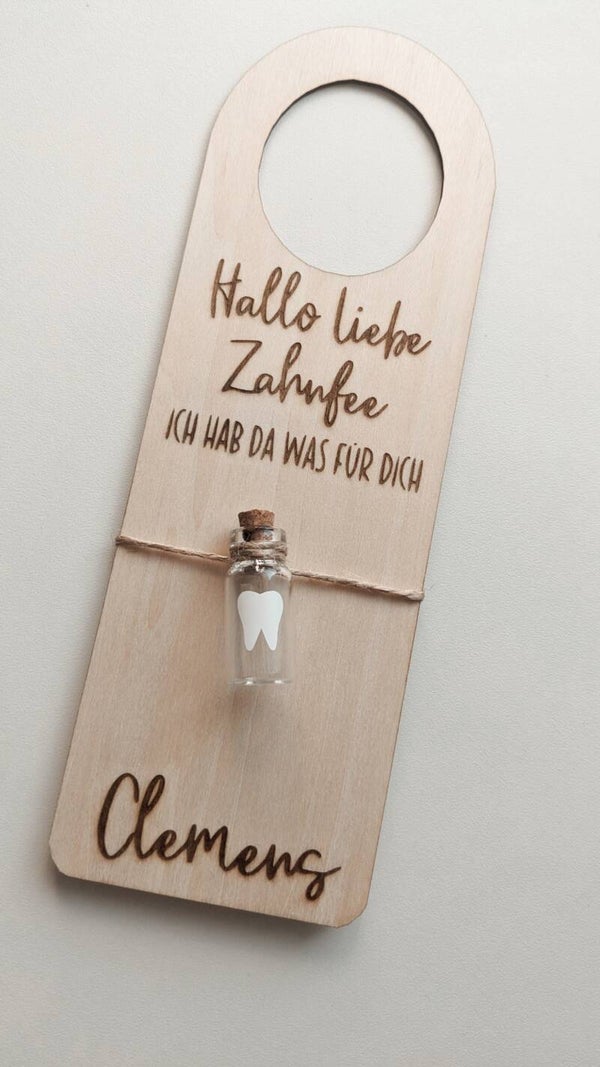 Hallo liebe
Zahnfee
ICH HAB DA WAS FÜR DICH
Clemens